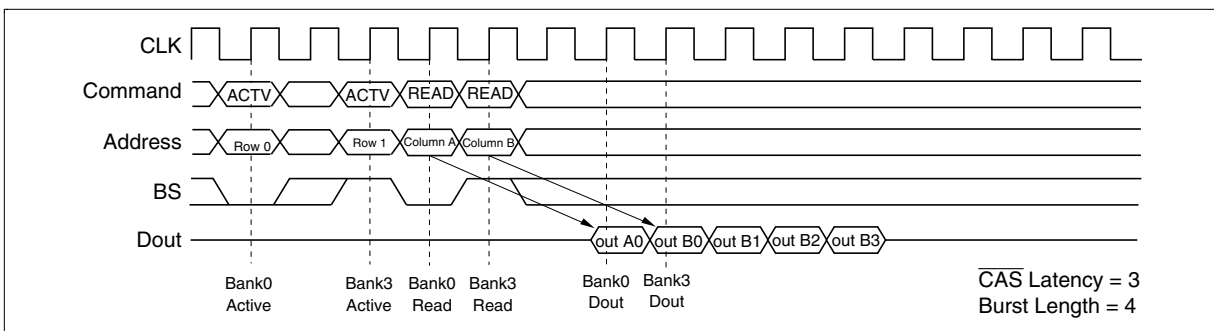 CLK
Command ACTV ACTV READ READ
Address Row 0 Row 1 Column A Column B
BS
Dout out A0 out B0 out B1 out B2 out B3
Bank0 Active
Bank3 Active
Bank0 Read
Bank3 Read
Bank0 Dout
Bank3 Dout
CAS Latency = 3
Burst Length = 4